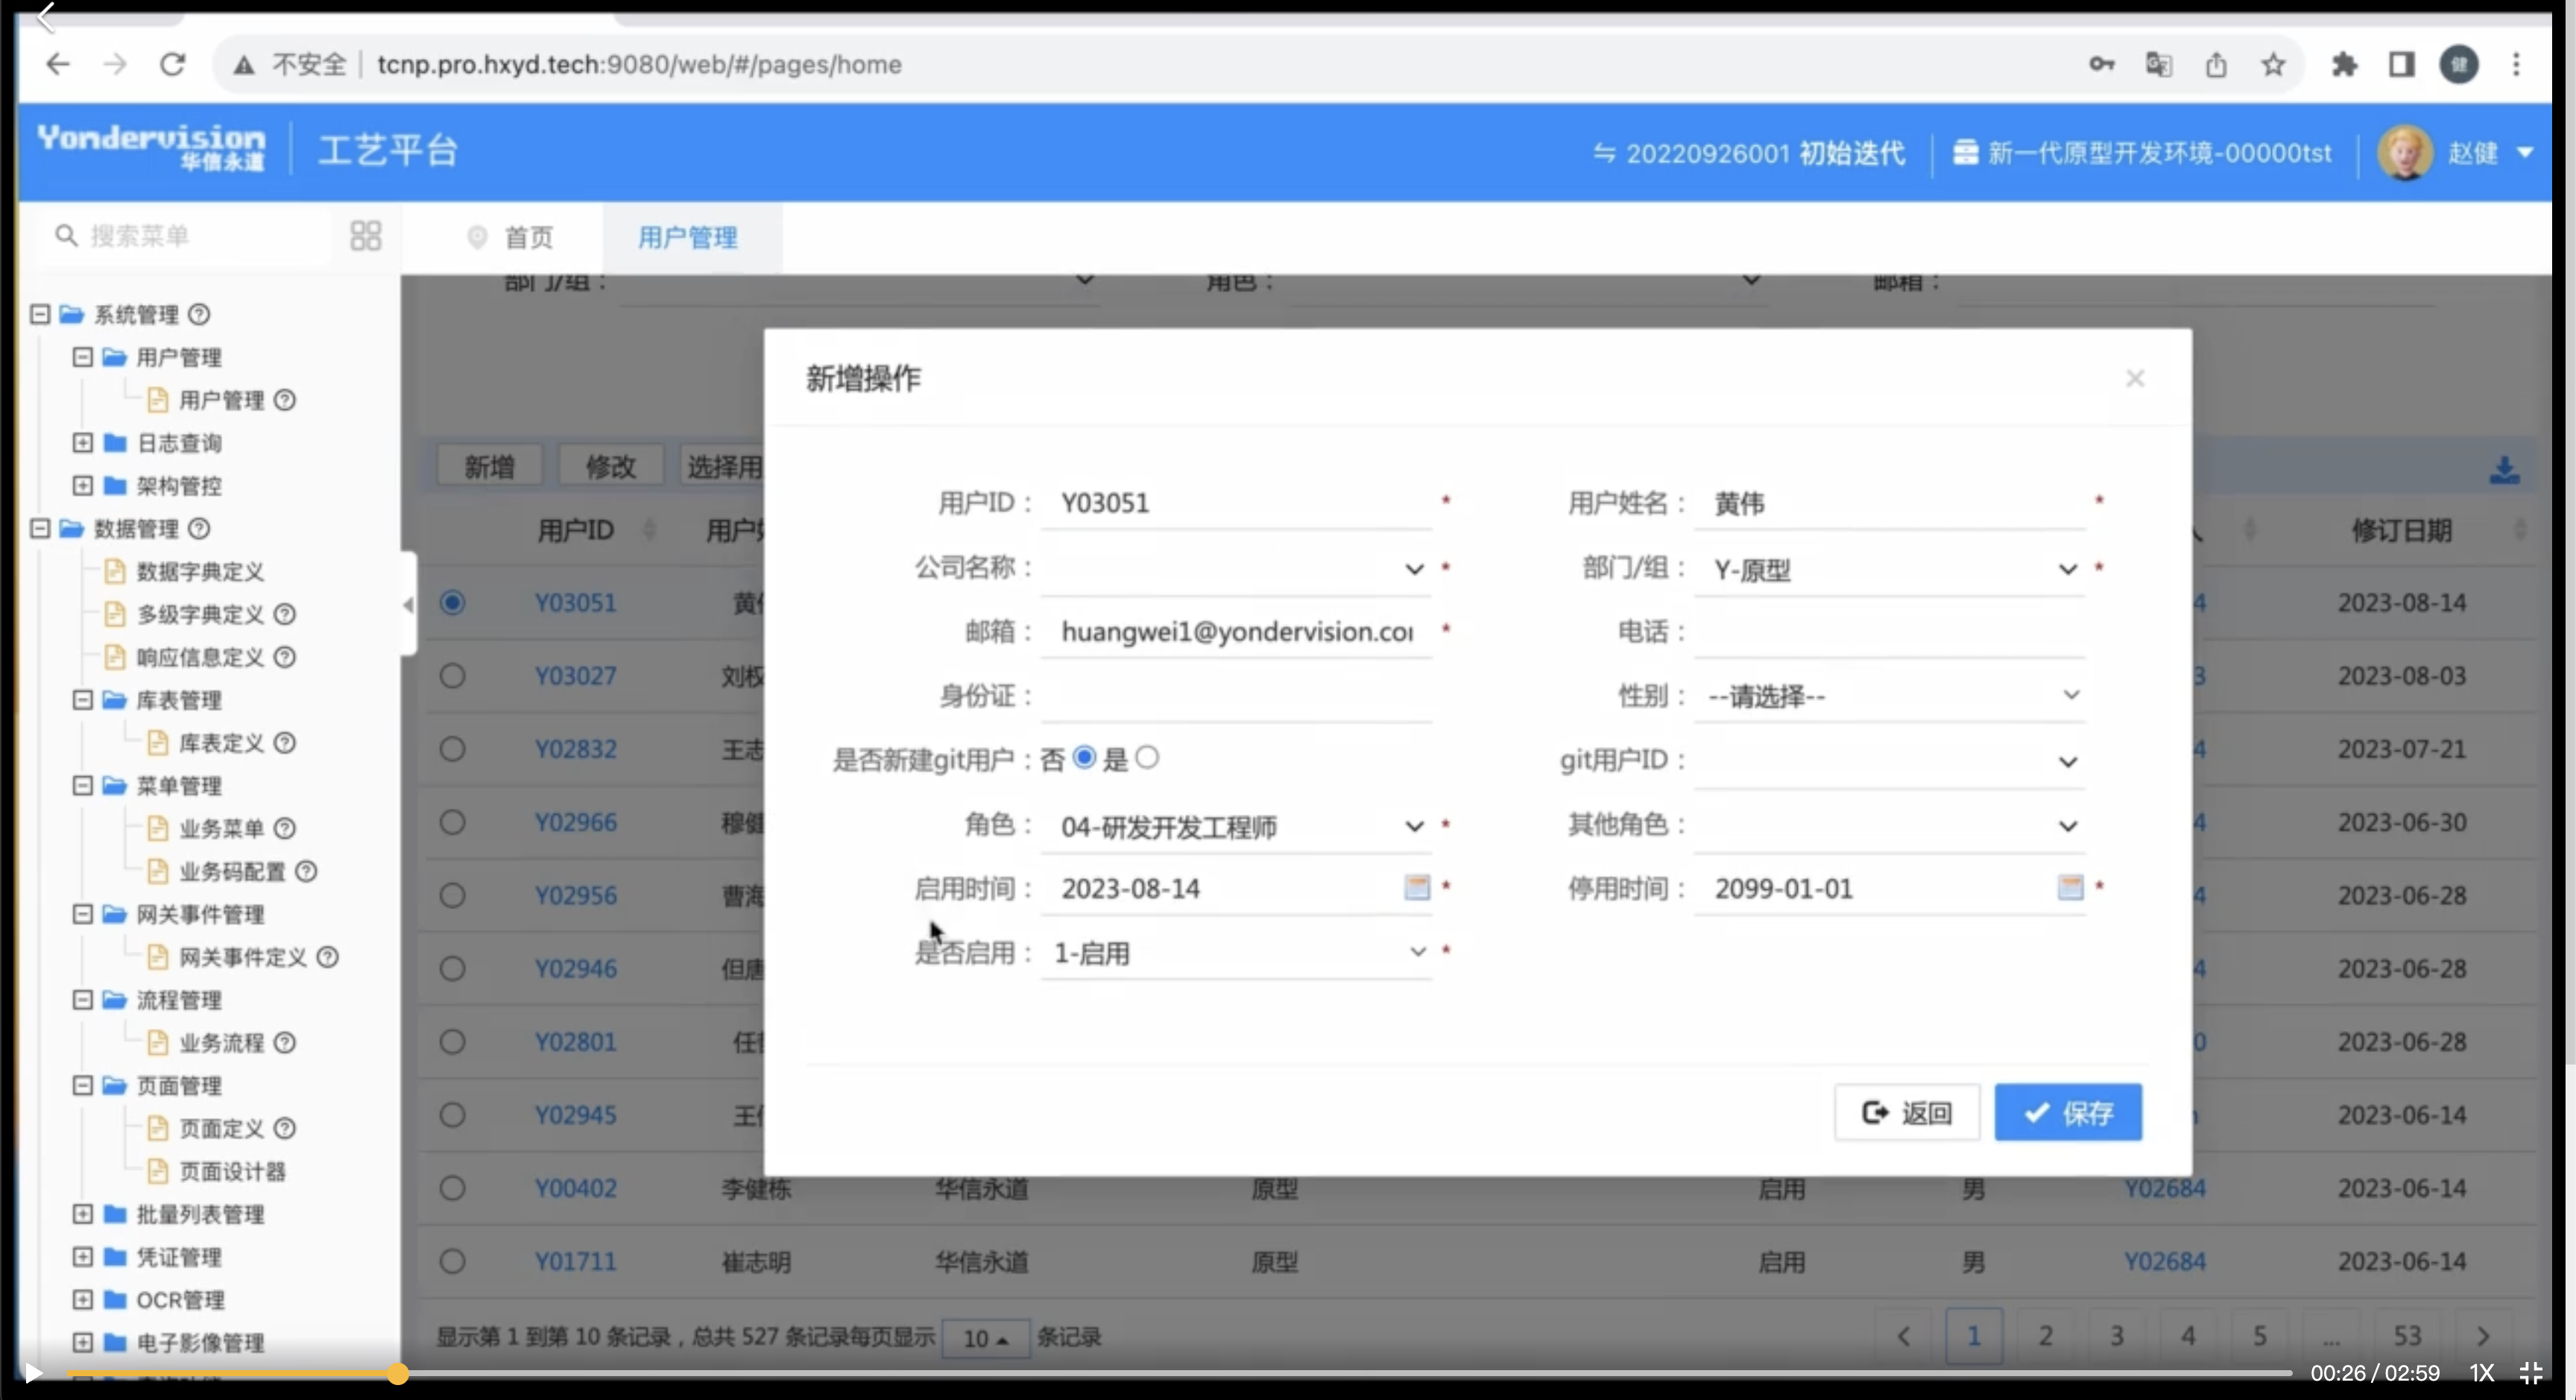 不安全 tcnp.pro.hxyd.tech:9080/web/#/pages/home
健
Yondervision
华信永道
工艺平台
20220926001 初始迭代
新一代原型开发环境-00000tst
赵健
搜索菜单
首页
用户管理
系统管理
用户管理
用户管理
日志查询
架构管控
数据管理
数据字典定义
多级字典定义
响应信息定义
库表管理
库表定义
菜单管理
业务菜单
业务码配置
网关事件管理
网关事件定义
流程管理
业务流程
页面管理
页面定义
页面设计器
批量列表管理
凭证管理
OCR管理
电子影像管理
部门/组：
角色：
邮箱：
新增 修改 选择用
用户ID 修订日期
Y03051 2023-08-14
Y03027 刘权 2023-08-03
Y02832 王志 2023-07-21
Y02966 穆健 2023-06-30
Y02956 曹海 2023-06-28
Y02946 但唐 2023-06-28
Y02801 2023-06-28
Y02945 2023-06-14
Y00402 李健栋 华信永道 原型 启用 男 Y02684 2023-06-14
Y01711 崔志明 华信永道 原型 启用 男 Y02684 2023-06-14
显示第 1 到第 10 条记录，总共 527 条记录每页显示 10 条记录
1 2 3 4 5 ... 53
新增操作
用户ID： Y03051 *
用户姓名： 黄伟 *
公司名称： *
部门/组： Y-原型 *
邮箱： huangwei1@yondervision.co *
电话：
身份证：
性别： --请选择--
是否新建git用户： 否 是
git用户ID：
角色： 04-研发开发工程师 *
其他角色：
启用时间： 2023-08-14 *
停用时间： 2099-01-01 *
是否启用： 1-启用 *
返回
保存
00:26 / 02:59 1X